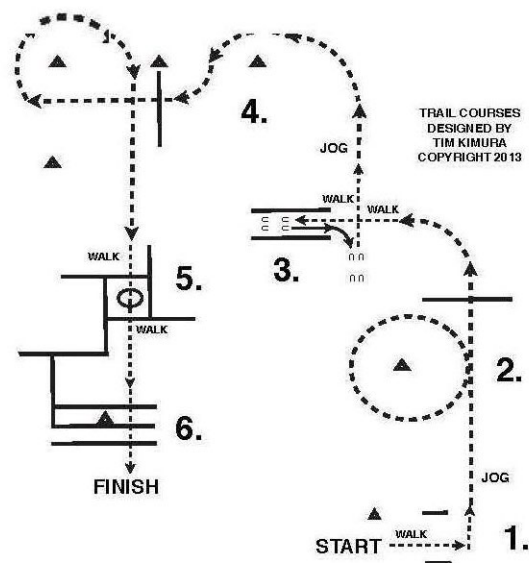 4.
TRAIL COURSES
DESIGNED BY
TIM KIMURA
COPYRIGHT 2013
JOG
WALK
WALK
3.
WALK
5.
WALK
2.
6.
FINISH
JOG
START
WALK
1.